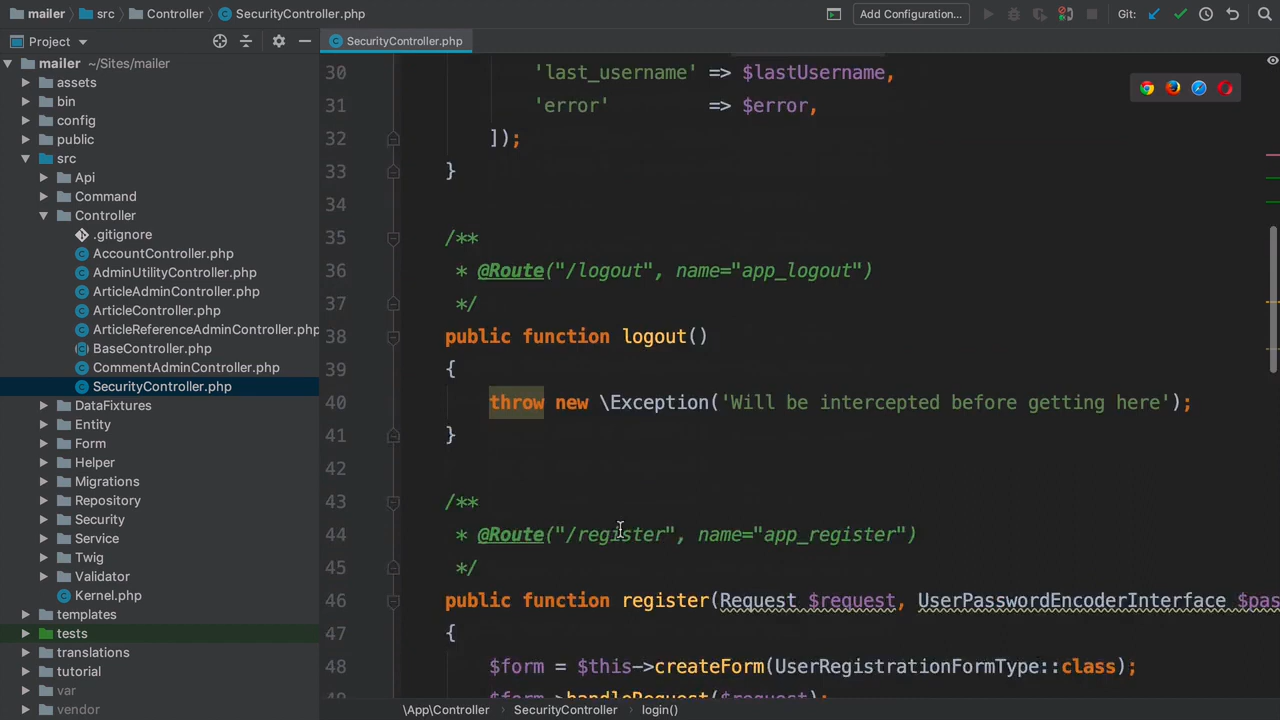 mailer src Controller SecurityController.php
Add Configuration...
Git:
Project
SecurityController.php
mailer ~/Sites/mailer
assets
bin
config
public
src
Api
Command
Controller
.gitignore
AccountController.php
AdminUtilityController.php
ArticleAdminController.php
ArticleController.php
ArticleReferenceAdminController.php
BaseController.php
CommentAdminController.php
SecurityController.php
DataFixtures
Entity
Form
Helper
Migrations
Repository
Security
Service
Twig
Validator
Kernel.php
templates
tests
translations
tutorial
var
vendor
30 'last_username' => $lastUsername,
31 'error' => $error,
32 ]);
33 }
34
35 /**
36 * @Route("/logout", name="app_logout")
37 */
38 public function logout()
39 {
40 throw new \Exception('Will be intercepted before getting here');
41 }
42
43 /**
44 * @Route("/register", name="app_register")
45 */
46 public function register(Request $request, UserPasswordEncoderInterface $pas
47 {
48 $form = $this->createForm(UserRegistrationFormType::class);
49 $form->handleRequest($request);
\App\Controller SecurityController login()